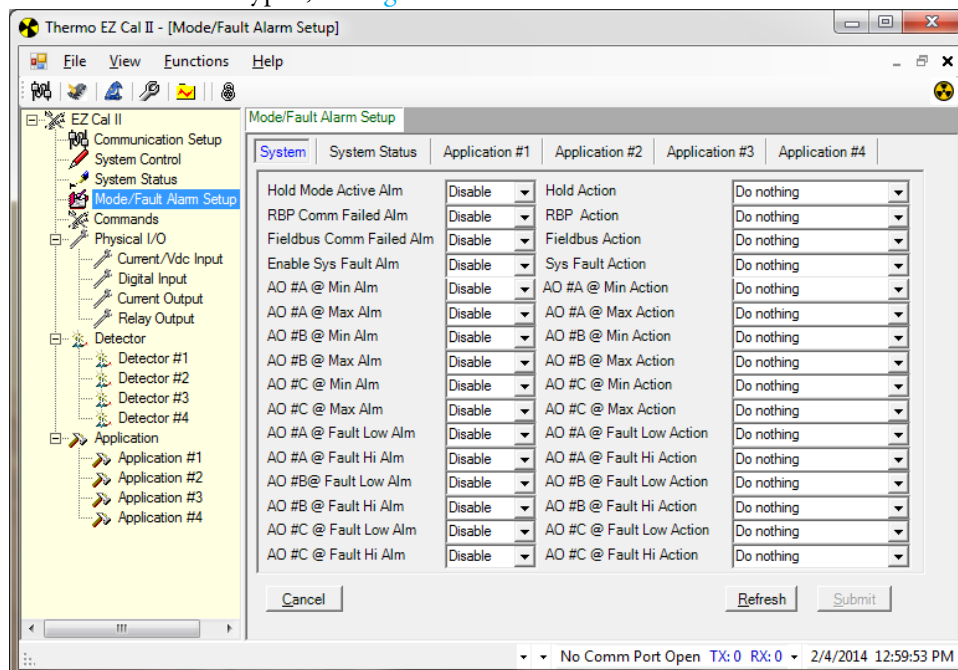 Thermo EZ Cal II - [Mode/Fault Alarm Setup]
File View Functions Help
EZ Cal II
Communication Setup
System Control
System Status
Mode/Fault Alarm Setup
Commands
Physical I/O
Current/Vdc Input
Digital Input
Current Output
Relay Output
Detector
Detector #1
Detector #2
Detector #3
Detector #4
Application
Application #1
Application #2
Application #3
Application #4
Mode/Fault Alarm Setup
System System Status Application #1 Application #2 Application #3 Application #4
Hold Mode Active Alm Disable Hold Action Do nothing
RBP Comm Failed Alm Disable RBP Action Do nothing
Fieldbus Comm Failed Alm Disable Fieldbus Action Do nothing
Enable Sys Fault Alm Disable Sys Fault Action Do nothing
AO #A @ Min Alm Disable AO #A @ Min Action Do nothing
AO #A @ Max Alm Disable AO #A @ Max Action Do nothing
AO #B @ Min Alm Disable AO #B @ Min Action Do nothing
AO #B @ Max Alm Disable AO #B @ Max Action Do nothing
AO #C @ Min Alm Disable AO #C @ Min Action Do nothing
AO #C @ Max Alm Disable AO #C @ Max Action Do nothing
AO #A @ Fault Low Alm Disable AO #A @ Fault Low Action Do nothing
AO #A @ Fault Hi Alm Disable AO #A @ Fault Hi Action Do nothing
AO #B@ Fault Low Alm Disable AO #B @ Fault Low Action Do nothing
AO #B @ Fault Hi Alm Disable AO #B @ Fault Hi Action Do nothing
AO #C @ Fault Low Alm Disable AO #C @ Fault Low Action Do nothing
AO #C @ Fault Hi Alm Disable AO #C @ Fault Hi Action Do nothing
Cancel Refresh Submit
No Comm Port Open TX: 0 RX: 0 2/4/2014 12:59:53 PM